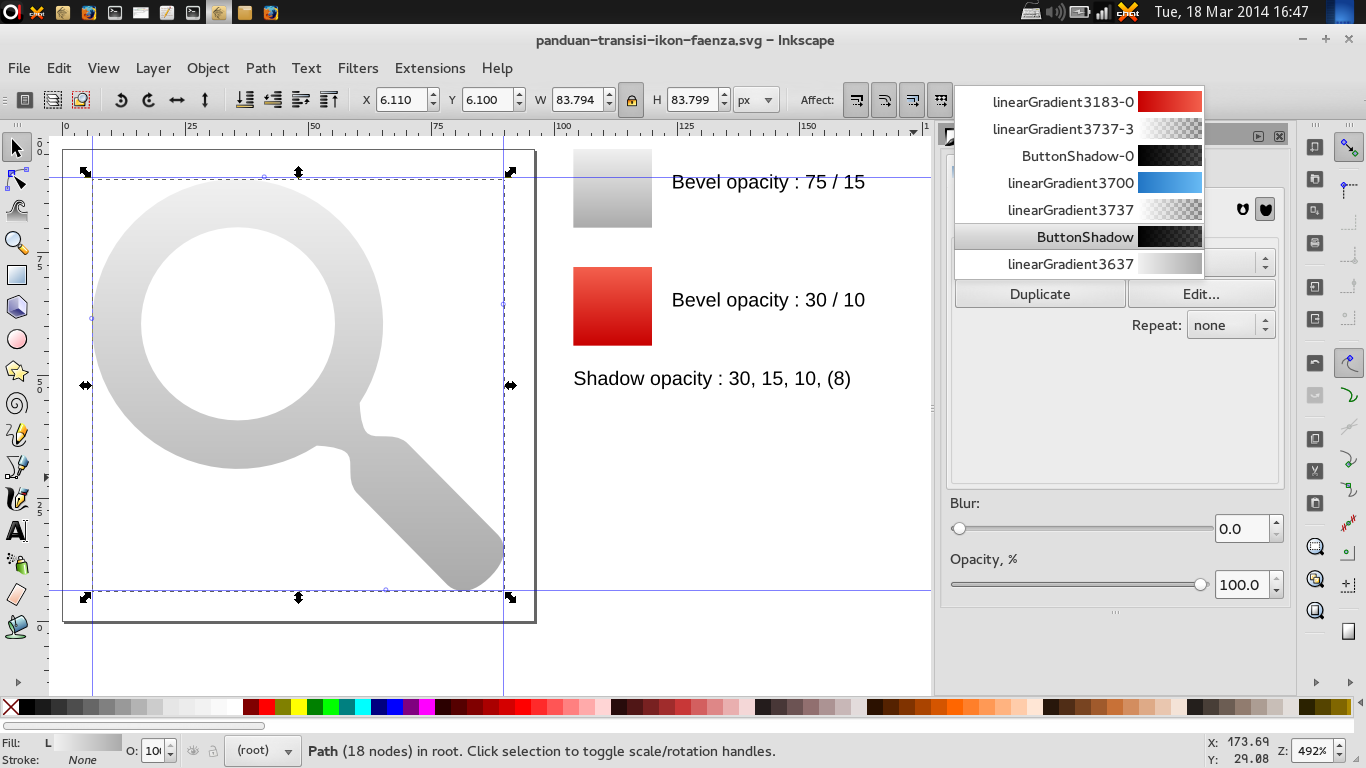 Tue, 18 Mar 2014 16:47
panduan-transisi-ikon-faenza.svg - Inkscape
File Edit View Layer Object Path Text Filters Extensions Help
X 6.110 Y 6.100 W 83.794 H 83.799 px Affect:
0 25 50 75 100 125 150
linearGradient3183-0
linearGradient3737-3
ButtonShadow-0
linearGradient3700
linearGradient3737
ButtonShadow
linearGradient3637
Duplicate Edit...
Repeat: none
Bevel opacity : 75 / 15
Bevel opacity : 30 / 10
Shadow opacity : 30, 15, 10, (8)
Blur:
0.0
Opacity, %
100.0
Fill: L O: 10 (root) Path (18 nodes) in root. Click selection to toggle scale/rotation handles. X: 173.69 Z: 492%
Stroke: None Y: 29.08